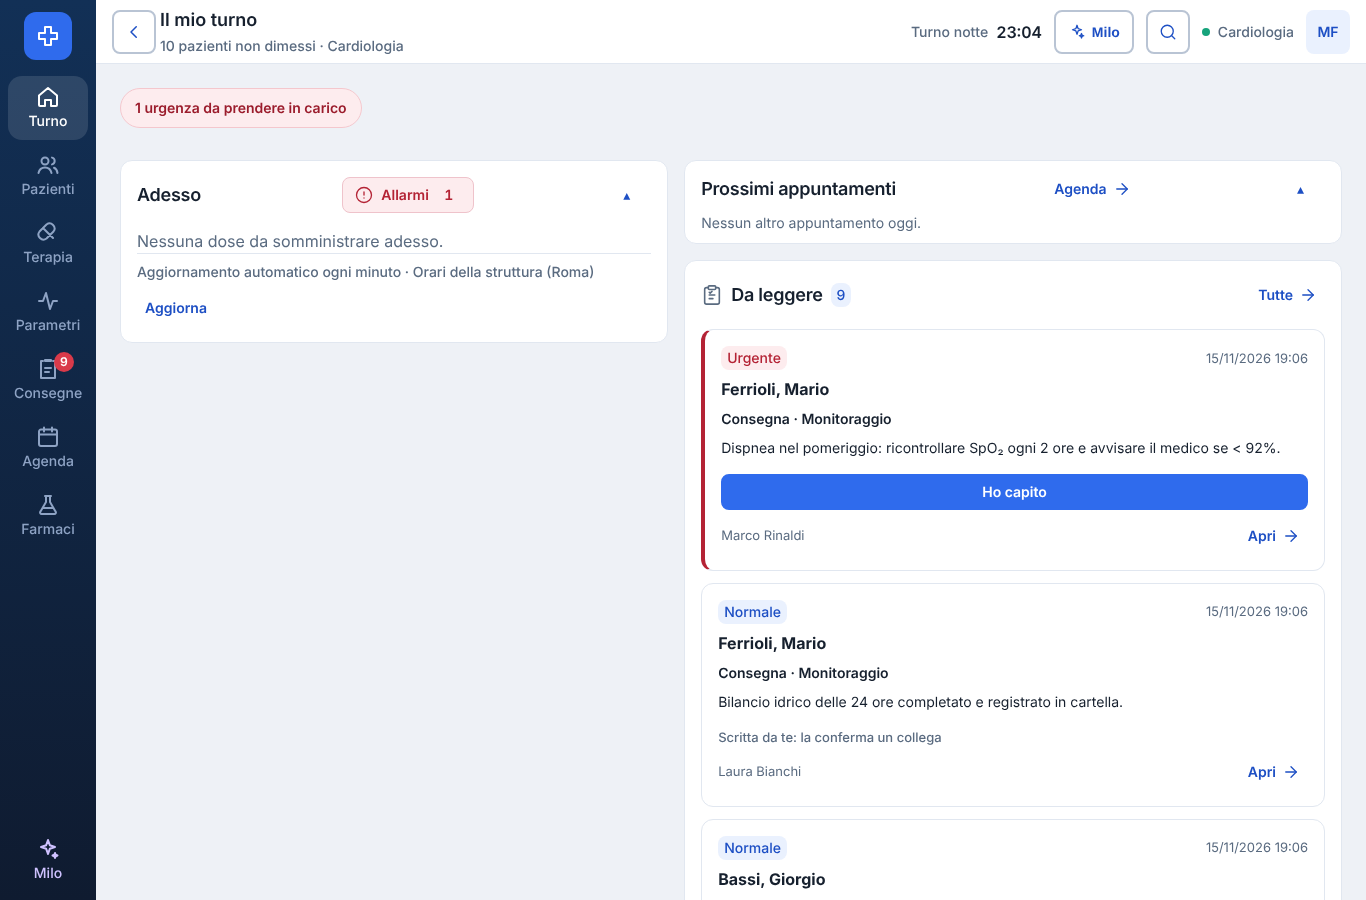 Il mio turno
10 pazienti non dimessi · Cardiologia
Turno notte 23:04
Milo
Cardiologia
MF
Turno
Pazienti
Terapia
Parametri
9
Consegne
Agenda
Farmaci
Milo
1 urgenza da prendere in carico
Adesso
Allarmi 1
Nessuna dose da somministrare adesso.
Aggiornamento automatico ogni minuto · Orari della struttura (Roma)
Aggiorna
Prossimi appuntamenti
Agenda
Nessun altro appuntamento oggi.
Da leggere 9
Tutte
Urgente
15/11/2026 19:06
Ferrioli, Mario
Consegna · Monitoraggio
Dispnea nel pomeriggio: ricontrollare SpO₂ ogni 2 ore e avvisare il medico se < 92%.
Ho capito
Marco Rinaldi
Apri
Normale
15/11/2026 19:06
Ferrioli, Mario
Consegna · Monitoraggio
Bilancio idrico delle 24 ore completato e registrato in cartella.
Scritta da te: la conferma un collega
Laura Bianchi
Apri
Normale
15/11/2026 19:06
Bassi, Giorgio